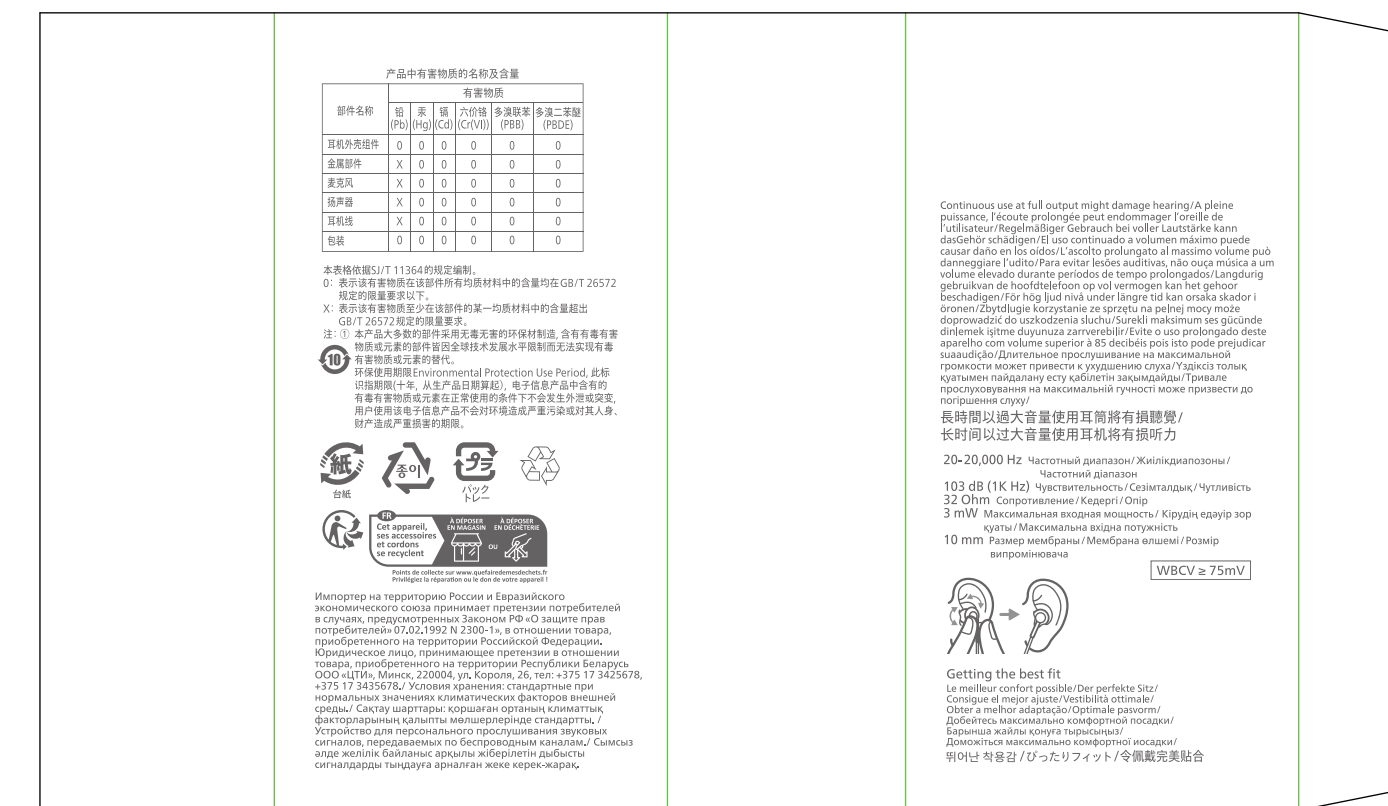 产品中有害物质的名称及含量
部件名称 有害物质
铅 汞 镉 六价铬 多溴联苯 多溴二苯醚
(Pb) (Hg) (Cd) (Cr(VI)) (PBB) (PBDE)
耳机外壳组件 0 0 0 0 0 0
金属部件 X 0 0 0 0 0
麦克风 X 0 0 0 0 0
扬声器 X 0 0 0 0 0
耳机线 X 0 0 0 0 0
包装 0 0 0 0 0 0
本表格依据SJ/T 11364的规定编制。
0：表示该有害物质在该部件所有均质材料中的含量均在GB/T 26572
规定的限量要求以下。
X：表示该有害物质至少在该部件的某一均质材料中的含量超出
GB/T 26572规定的限量要求。
注：① 本产品大多数的部件采用无毒无害的环保材制造, 含有有毒有害
物质或元素的部件皆因全球技术发展水平限制而无法实现有毒
有害物质或元素的替代。
10
环保使用期限Environmental Protection Use Period, 此标
识指期限(十年, 从生产品日期算起), 电子信息产品中含有的
有毒有害物质或元素在正常使用的条件下不会发生外泄或突变,
用户使用该电子信息产品不会对环境造成严重污染或对其人身、
财产造成严重损害的期限。
紙
台紙
종이
プラ
パック
トレー
FR
Cet appareil,
ses accessoires
et cordons
se recyclent
À DÉPOSER
EN MAGASIN
OU
À DÉPOSER
EN DÉCHÈTERIE
Points de collecte sur www.quefairedemesdechets.fr
Privilégiez la réparation ou le don de votre appareil !
Импортер на территорию России и Евразийского
экономического союза принимает претензии потребителей
в случаях, предусмотренных Законом РФ «О защите прав
потребителей» 07.02.1992 N 2300-1», в отношении товара,
приобретенного на территории Российской Федерации.
Юридическое лицо, принимающее претензии в отношении
товара, приобретенного на территории Республики Беларусь
ООО «ЦТИ», Минск, 220004, ул. Короля, 26, тел: +375 17 3425678,
+375 17 3435678./ Условия хранения: стандартные при
нормальных значениях климатических факторов внешней
среды./ Сақтау шарттары: қоршаған ортаның климаттық
факторларының қалыпты мөлшерлерінде стандартты. /
Устройство для персонального прослушивания звуковых
сигналов, передаваемых по беспроводным каналам./ Сымсыз
әлде желілік байланыс арқылы жіберілетін дыбысты
сигналдарды тыңдауға арналған жеке керек-жарақ.
Continuous use at full output might damage hearing/A pleine
puissance, l'écoute prolongée peut endommager l'oreille de
l'utilisateur/Regelmäßiger Gebrauch bei voller Lautstärke kann
dasGehör schädigen/El uso continuado a volumen máximo puede
causar daño en los oídos/L'ascolto prolungato al massimo volume può
danneggiare l'udito/Para evitar lesões auditivas, não ouça música a um
volume elevado durante períodos de tempo prolongados/Langdurig
gebruikvan de hoofdtelefoon op vol vermogen kan het gehoor
beschadigen/För hög ljud nivå under längre tid kan orsaka skador i
öronen/Zbytdługie korzystanie ze sprzętu na pełnej mocy może
doprowadzić do uszkodzenia słuchu/Surekli maksimum ses gücünde
dinlemek işitme duyunuza zarrverebilir/Evite o uso prolongado deste
aparelho com volume superior à 85 decibéis pois isto pode prejudicar
suaaudição/Длительное прослушивание на максимальной
громкости может привести к ухудшению слуха/Үздіксіз толық
қуатымен пайдалану есту қабілетін зақымдайды/Тривале
прослуховування на максимальній гучності може призвести до
погіршення слуху/
長時間以過大音量使用耳筒將有損聽覺/
长时间以过大音量使用耳机将有损听力
20-20,000 Hz Частотный диапазон/Жиілікдиапозоны/
Частотний діапазон
103 dB (1K Hz) Чувствительность/Сезімталдық/Чутливість
32 Ohm Сопротивление/Кедергі/Опір
3 mW Максимальная входная мощность/ Кірудің едауір зор
қуаты/Максимальна вхідна потужність
10 mm Размер мембраны/Мембрана өлшемі/Розмір
випромінювача
WBCV ≥ 75mV
Getting the best fit
Le meilleur confort possible/Der perfekte Sitz/
Consigue el mejor ajuste/Vestibilità ottimale/
Obter a melhor adaptação/Optimale pasvorm/
Добейтесь максимально комфортной посадки/
Барынша жайлы қонуға тырысыңыз/
Доможіться максимально комфортної иосадки/
뛰어난 착용감/ぴったりフィット/令佩戴完美貼合